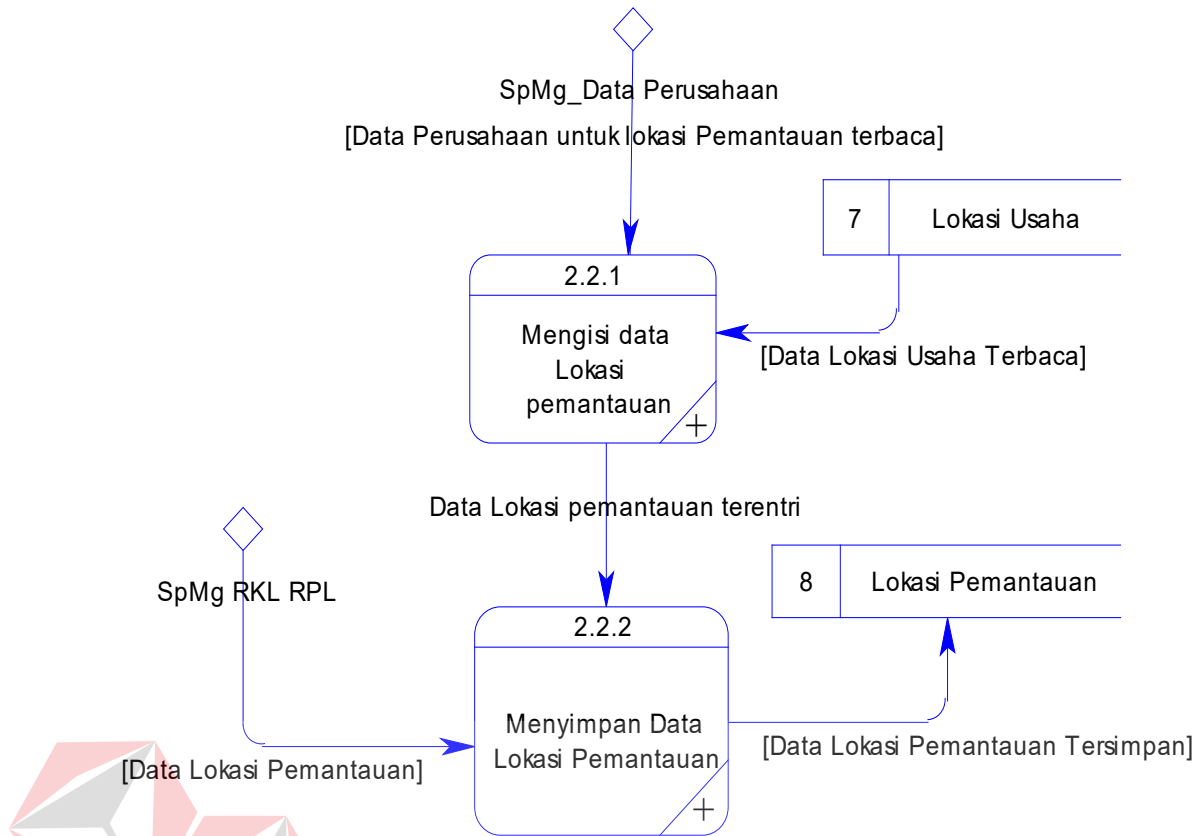 SpMg_Data Perusahaan
[Data Perusahaan untuk lokasi Pemantauan terbaca]
7
Lokasi Usaha
2.2.1
Mengisi data
Lokasi
pemantauan
[Data Lokasi Usaha Terbaca]
+
Data Lokasi pemantauan terentri
SpMg RKL RPL
8
Lokasi Pemantauan
2.2.2
Menyimpan Data
Lokasi Pemantauan
[Data Lokasi Pemantauan]
[Data Lokasi Pemantauan Tersimpan]
+